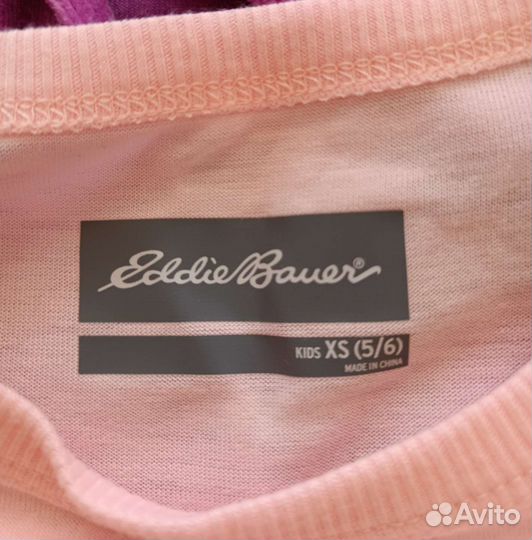 Eddie Bauer®
KIDS XS (5/6)
MADE IN CHINA
Avito